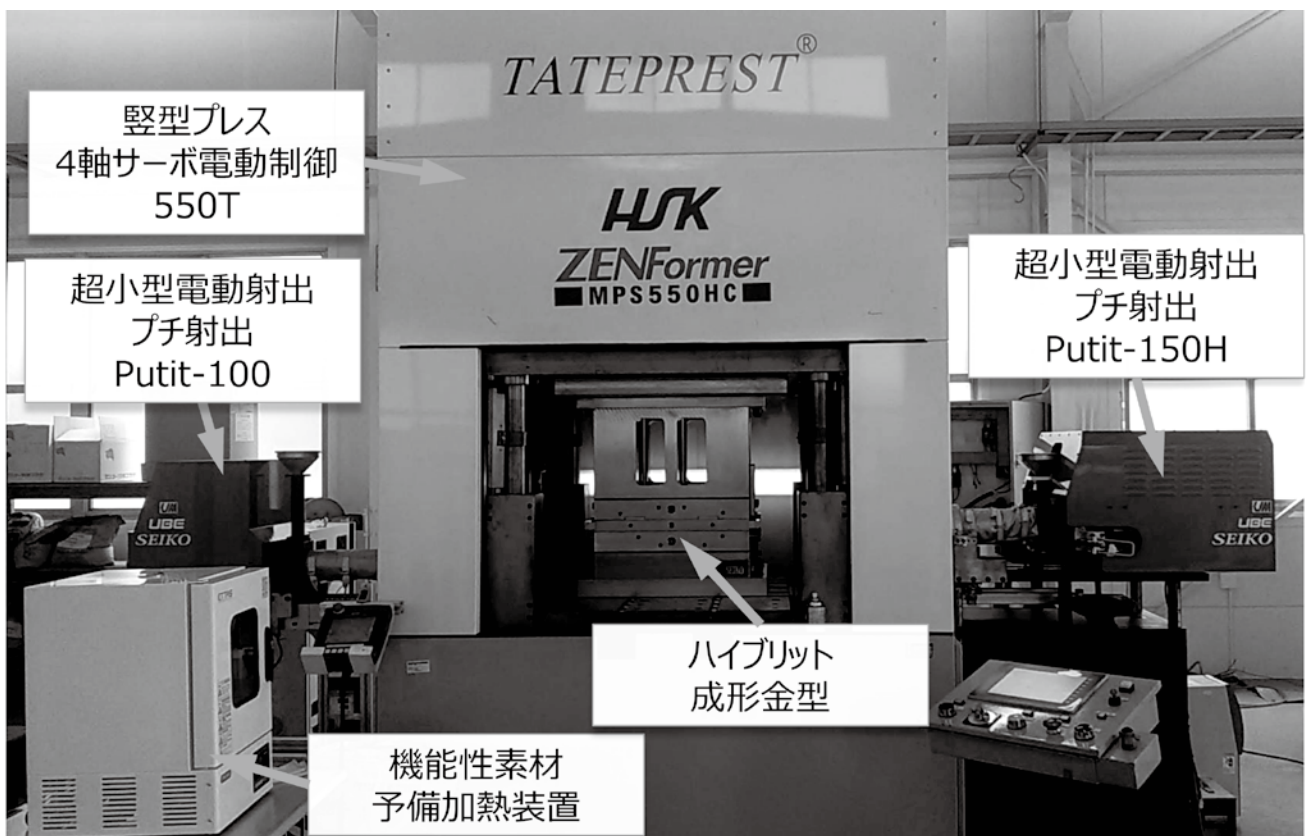 TATEPREST®
竪型プレス
4軸サーボ電動制御
550T
HSK
ZENFormer
MPS550HC
超小型電動射出
プチ射出
Putit-100
超小型電動射出
プチ射出
Putit-150H
UBE
SEIKO
UBE
SEIKO
ハイブリット
成形金型
機能性素材
予備加熱装置